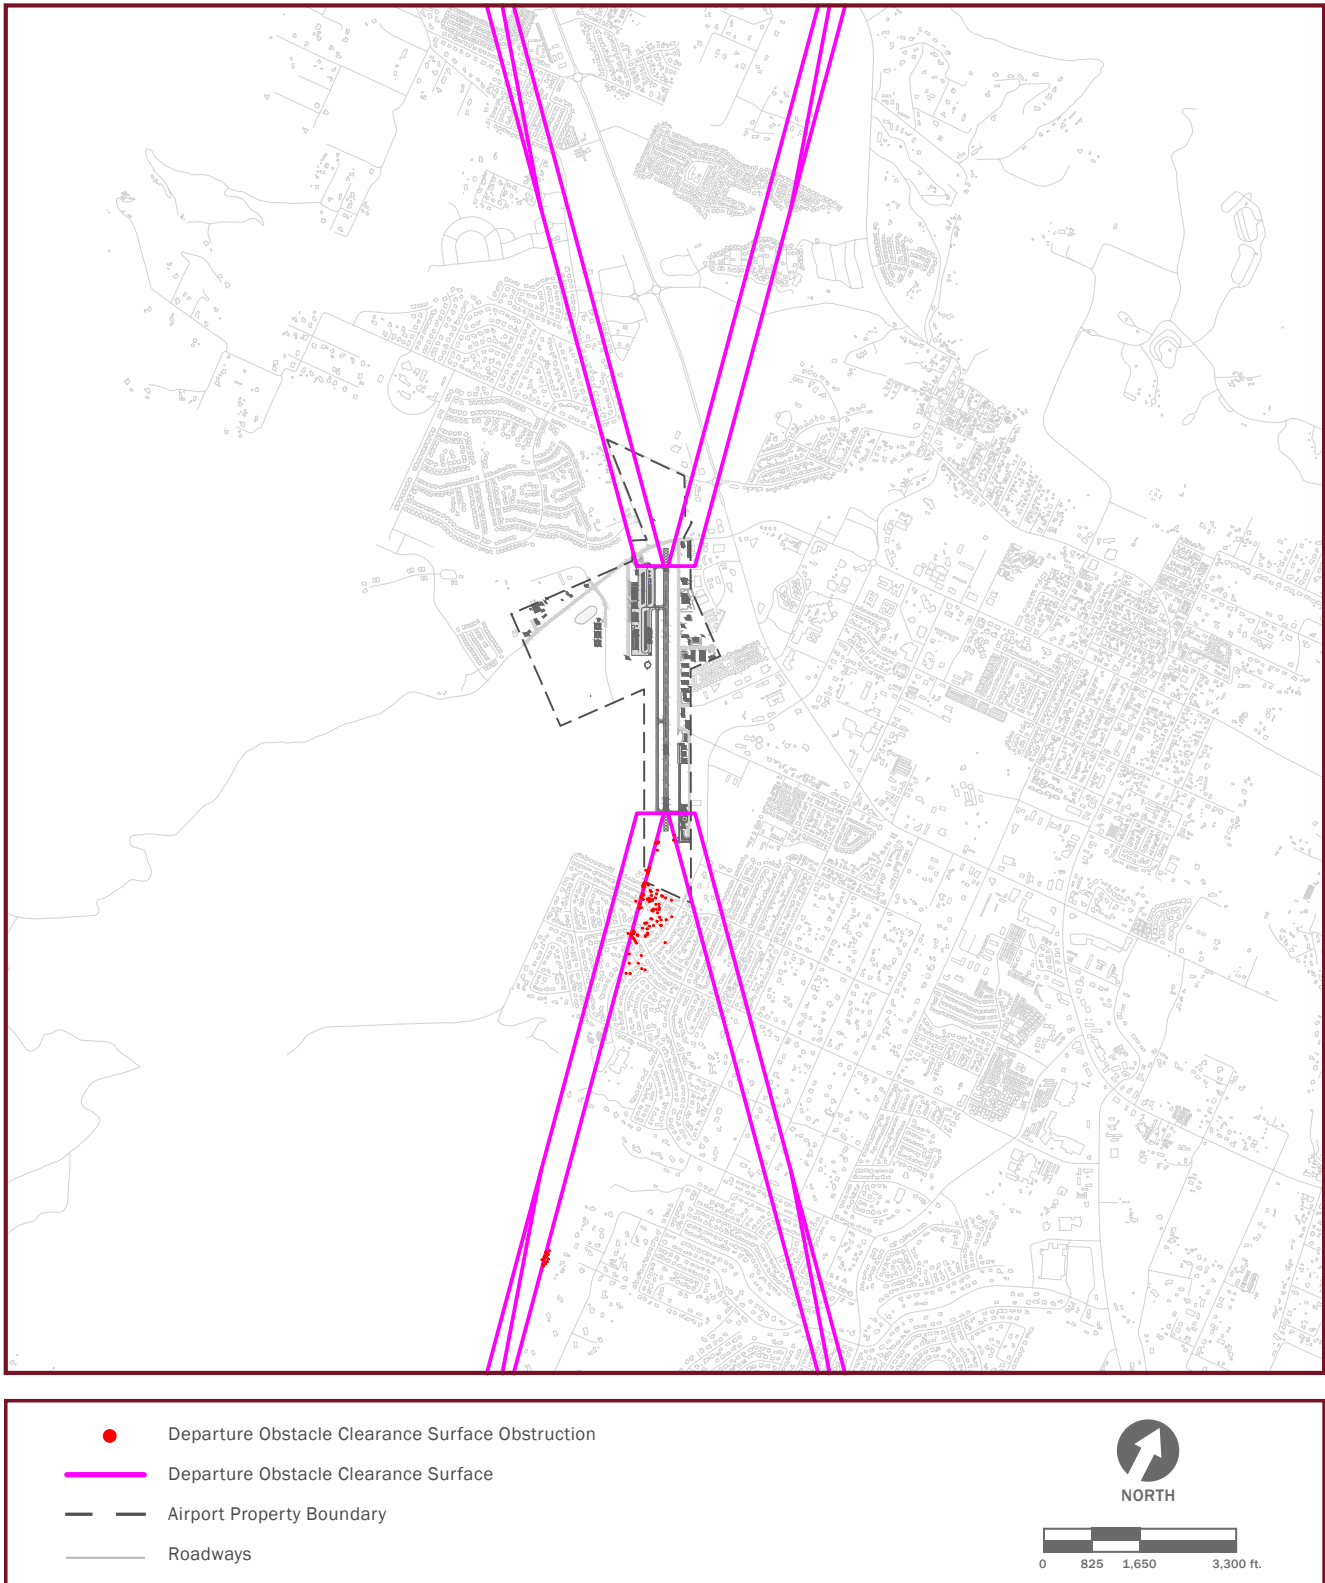 Departure Obstacle Clearance Surface Obstruction
Departure Obstacle Clearance Surface
Airport Property Boundary
Roadways
NORTH
0 825 1,650 3,300 ft.